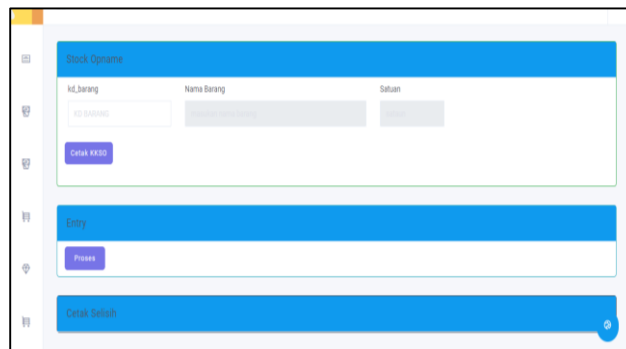 Stock Opname
kd_barang Nama Barang Satuan
KD BARANG
Cetak KKSO
Entry
Proses
Cetak Selisih